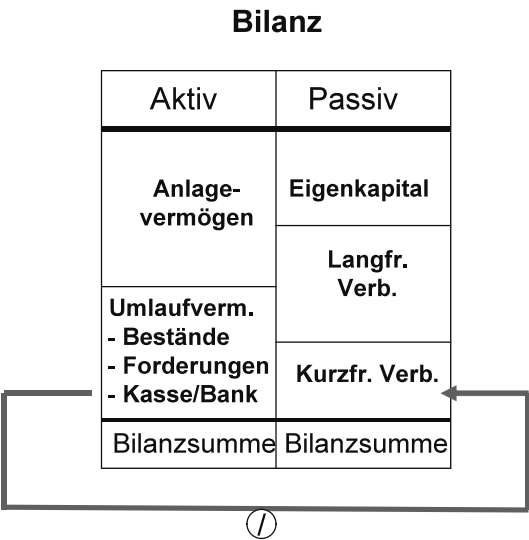 Bilanz
Aktiv
Passiv
Anlage-
vermögen
Umlaufverm.
- Bestände
- Forderungen
- Kasse/Bank
Eigenkapital
Langfr.
Verb.
Kurzfr. Verb.
Bilanzsumme
Bilanzsumme
/